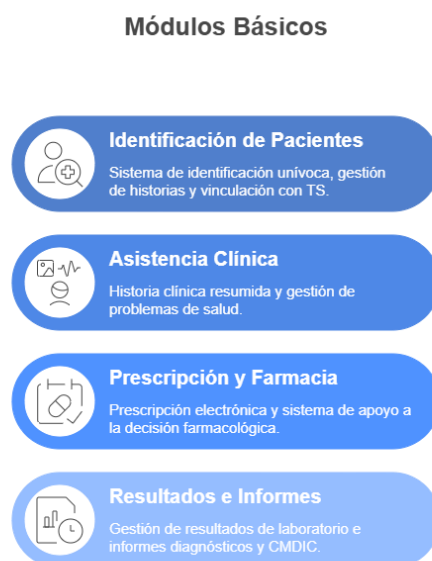 Módulos Básicos
Identificación de Pacientes
Sistema de identificación unívoca, gestión
de historias y vinculación con TS.
Asistencia Clínica
Historia clínica resumida y gestión de
problemas de salud.
Prescripción y Farmacia
Prescripción electrónica y sistema de apoyo a
la decisión farmacológica.
Resultados e Informes
Gestión de resultados de laboratorio e
informes diagnósticos y CMDIC.